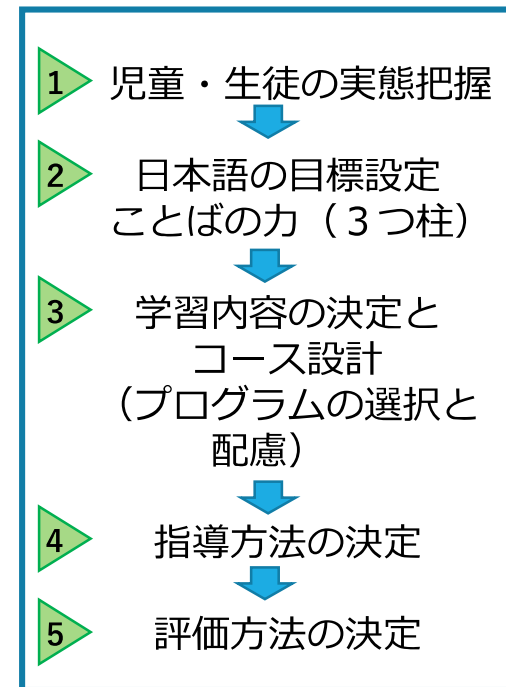 1 児童・生徒の実態把握
2 日本語の目標設定
ことばの力（３つ柱）
3 学習内容の決定と
コース設計
（プログラムの選択と
配慮）
4 指導方法の決定
5 評価方法の決定